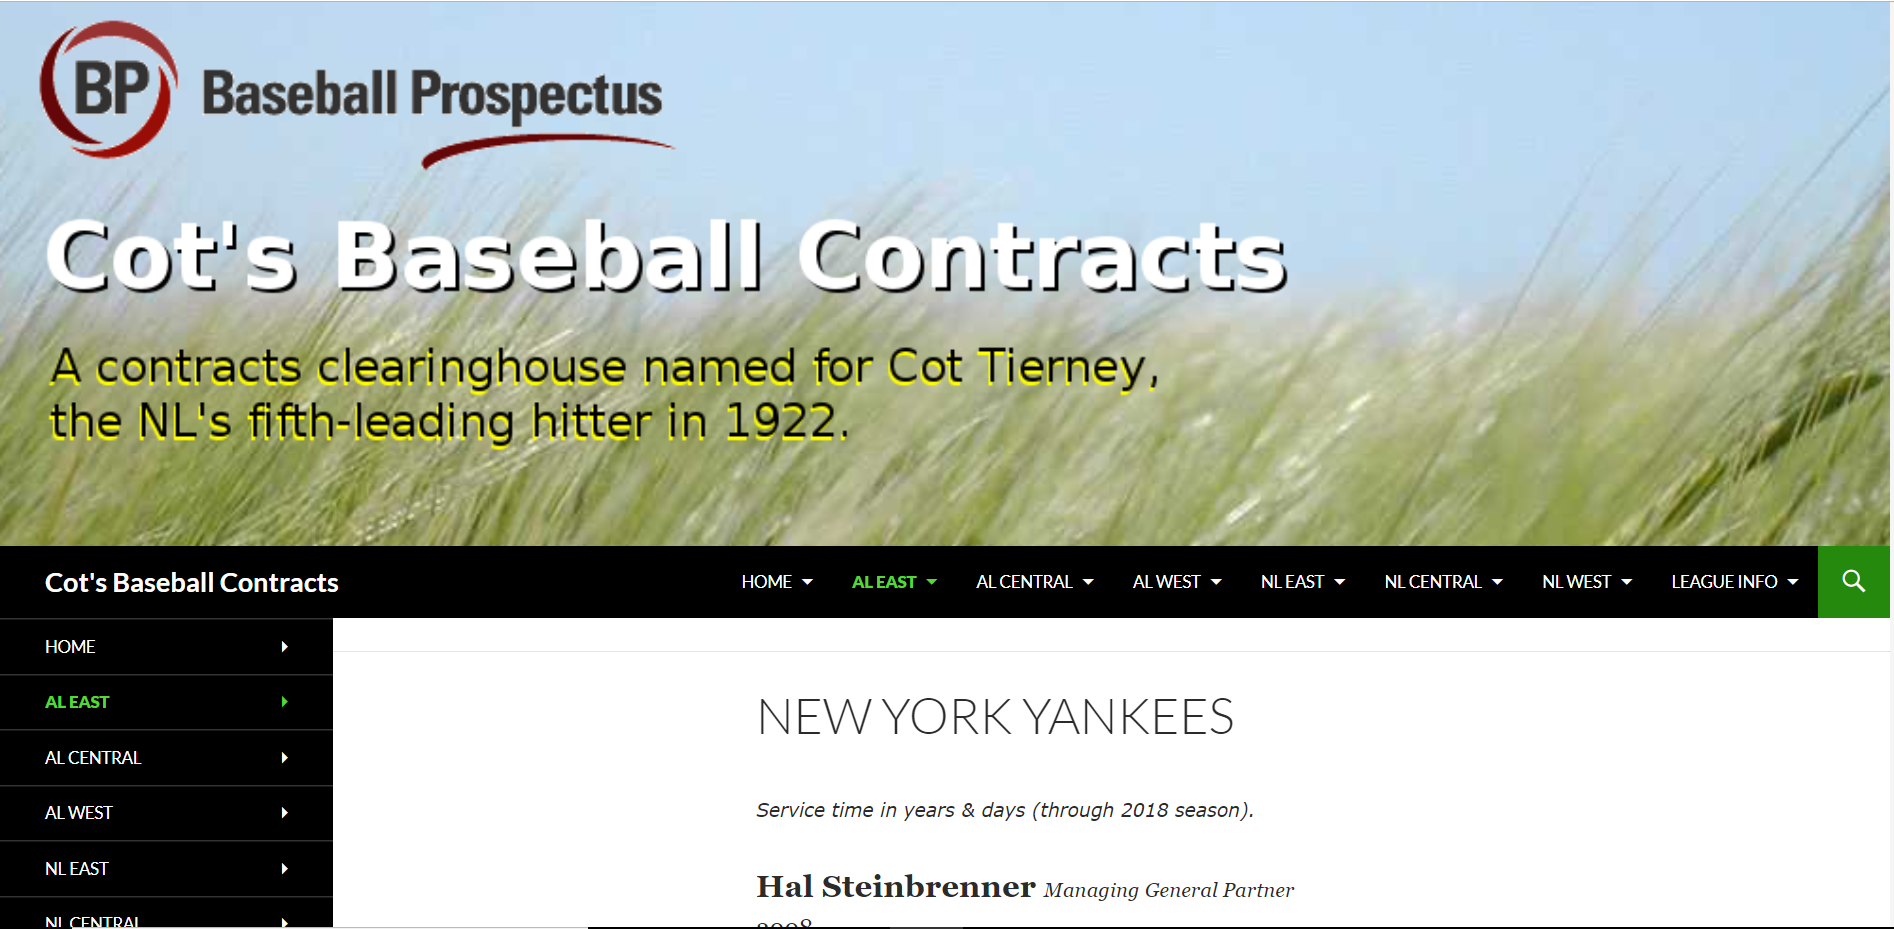 BP Baseball Prospectus
Cot's Baseball Contracts
A contracts clearinghouse named for Cot Tierney,
the NL's fifth-leading hitter in 1922.
Cot's Baseball Contracts HOME AL EAST AL CENTRAL AL WEST NL EAST NL CENTRAL NL WEST LEAGUE INFO
HOME
AL EAST
AL CENTRAL
AL WEST
NL EAST
NL CENTRAL
NEW YORK YANKEES
Service time in years & days (through 2018 season).
Hal Steinbrenner Managing General Partner